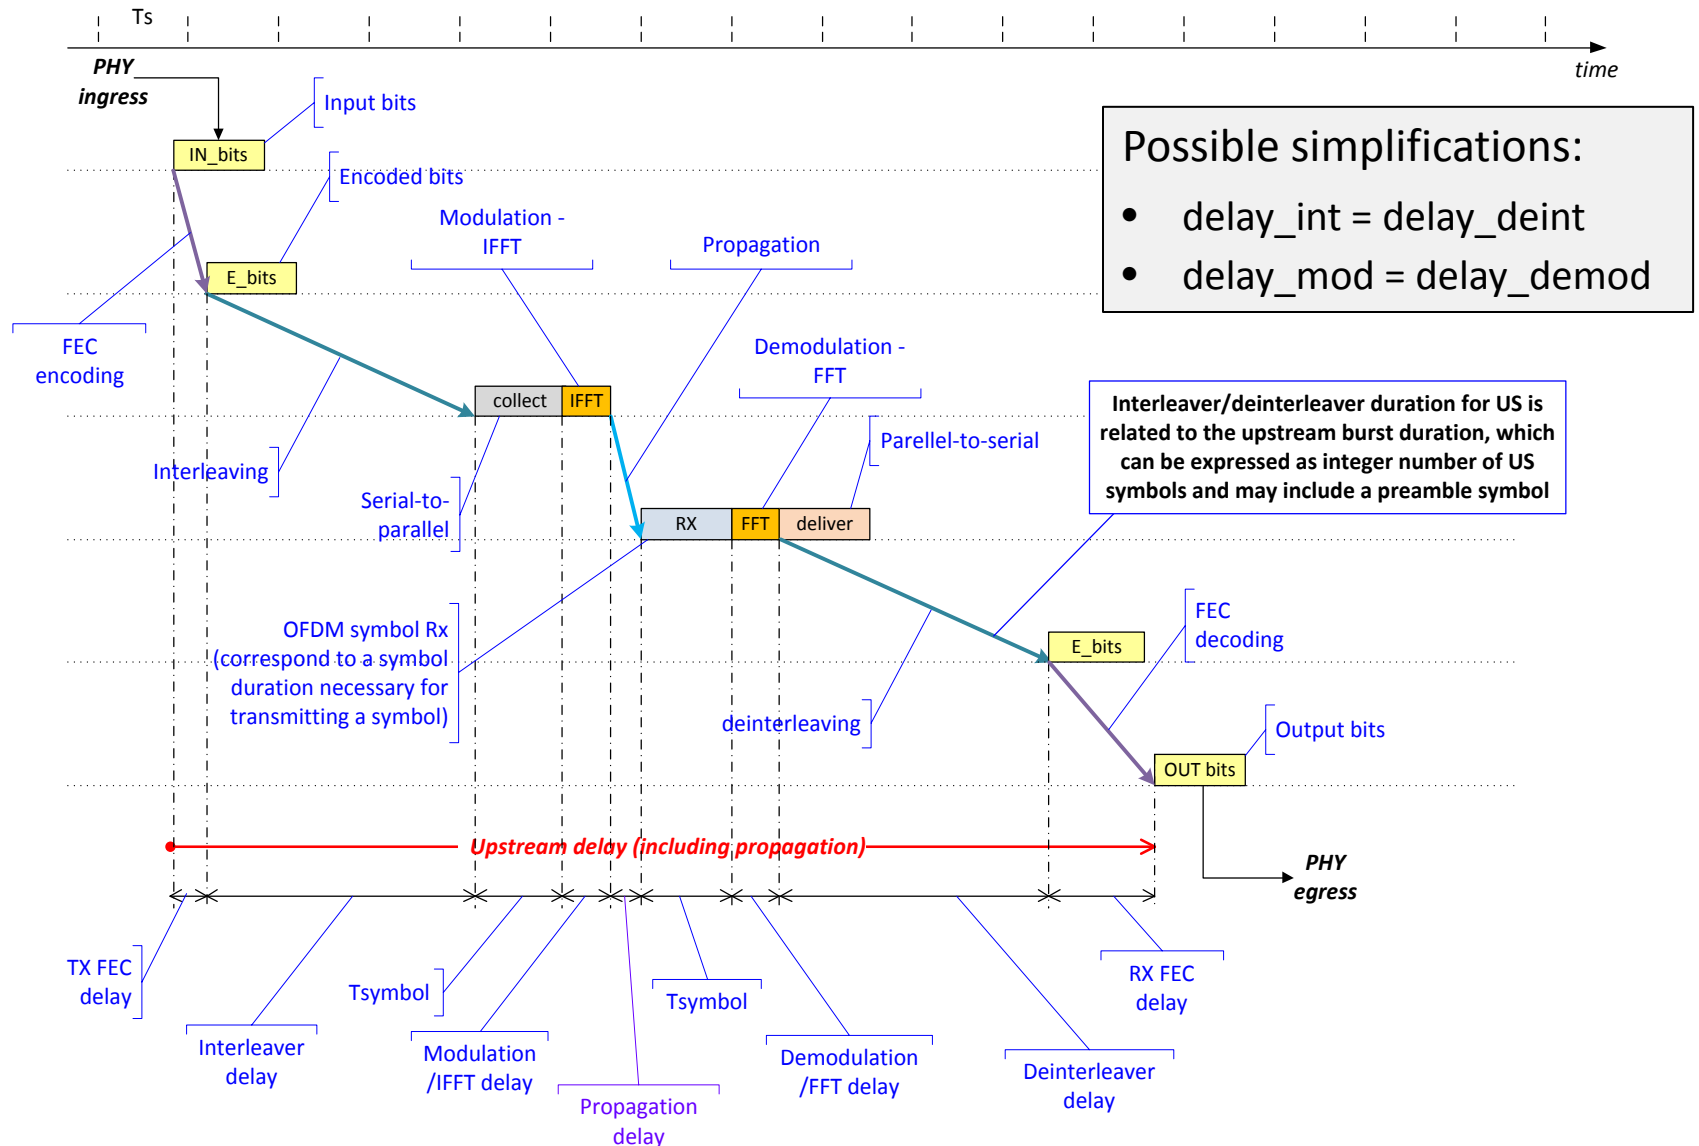 Ts
time
PHY
ingress
Input bits
IN_bits
Encoded bits
Possible simplifications:
• delay_int = delay_deint
• delay_mod = delay_demod
Modulation -
IFFT
Propagation
E_bits
FEC
encoding
Demodulation -
FFT
collect
IFFT
Interleaver/deinterleaver duration for US is
related to the upstream burst duration, which
can be expressed as integer number of US
symbols and may include a preamble symbol
Parellel-to-serial
Interleaving
Serial-to-
parallel
RX
FFT
deliver
OFDM symbol Rx
(correspond to a symbol
duration necessary for
transmitting a symbol)
FEC
decoding
E_bits
deinterleaving
Output bits
OUT bits
Upstream delay (including propagation)
PHY
egress
TX FEC
delay
Tsymbol
Tsymbol
RX FEC
delay
Interleaver
delay
Modulation
/IFFT delay
Propagation
delay
Demodulation
/FFT delay
Deinterleaver
delay